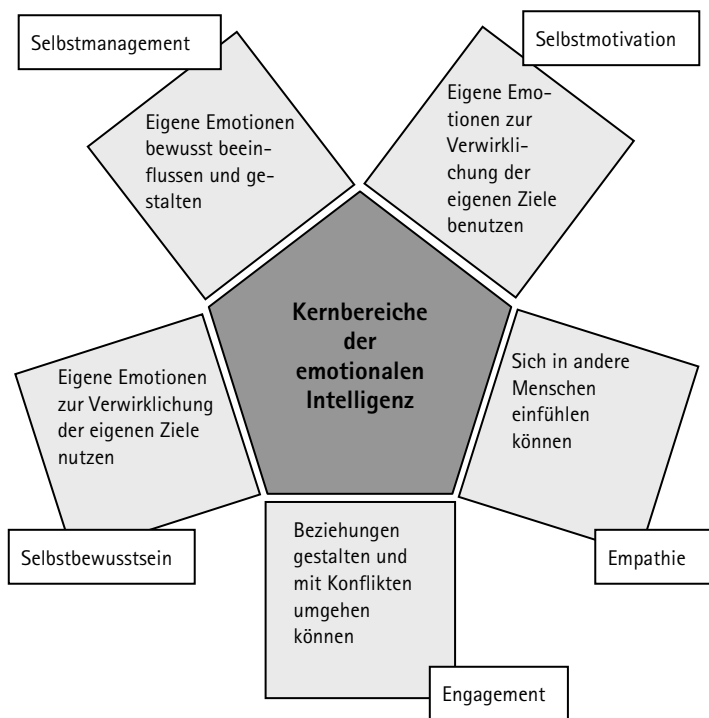 Selbstmanagement
Eigene Emotionen
bewusst beein-
flussen und ge-
stalten
Selbstmotivation
Eigene Emo-
tionen zur
Verwirkli-
chung der
eigenen Ziele
benutzen
Kernbereiche
der
emotionalen
Intelligenz
Eigene Emotionen
zur Verwirklichung
der eigenen Ziele
nutzen
Selbstbewusstsein
Sich in andere
Menschen
einfühlen
können
Empathie
Beziehungen
gestalten und
mit Konflikten
umgehen
können
Engagement